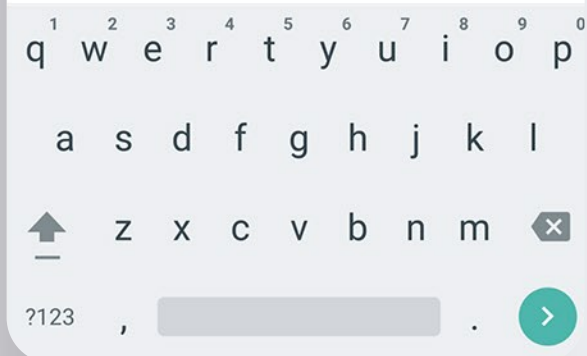 1 2 3 4 5 6 7 8 9 0
q w e r t y u i o p
a s d f g h j k l
z x c v b n m
?123 , .